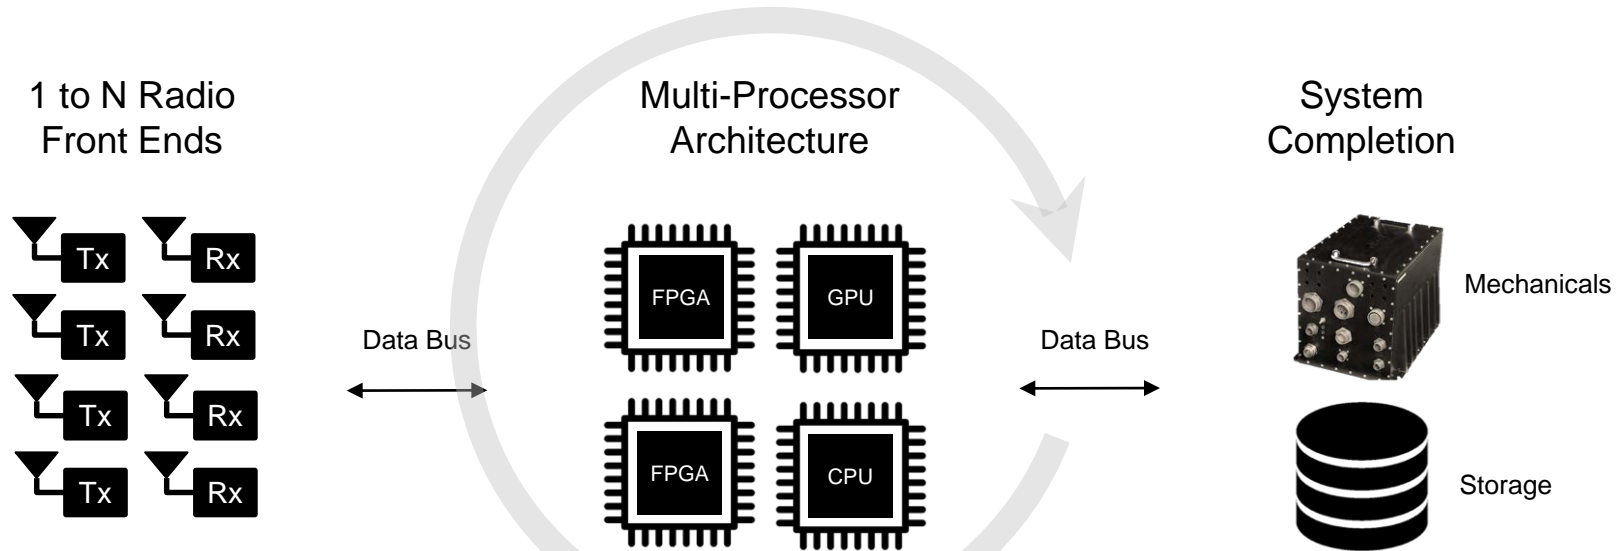 1 to N Radio
Front Ends
Multi-Processor
Architecture
System
Completion
Tx
Rx
Tx
Rx
Tx
Rx
Tx
Rx
Data Bus
FPGA
GPU
FPGA
CPU
Data Bus
Mechanicals
Storage